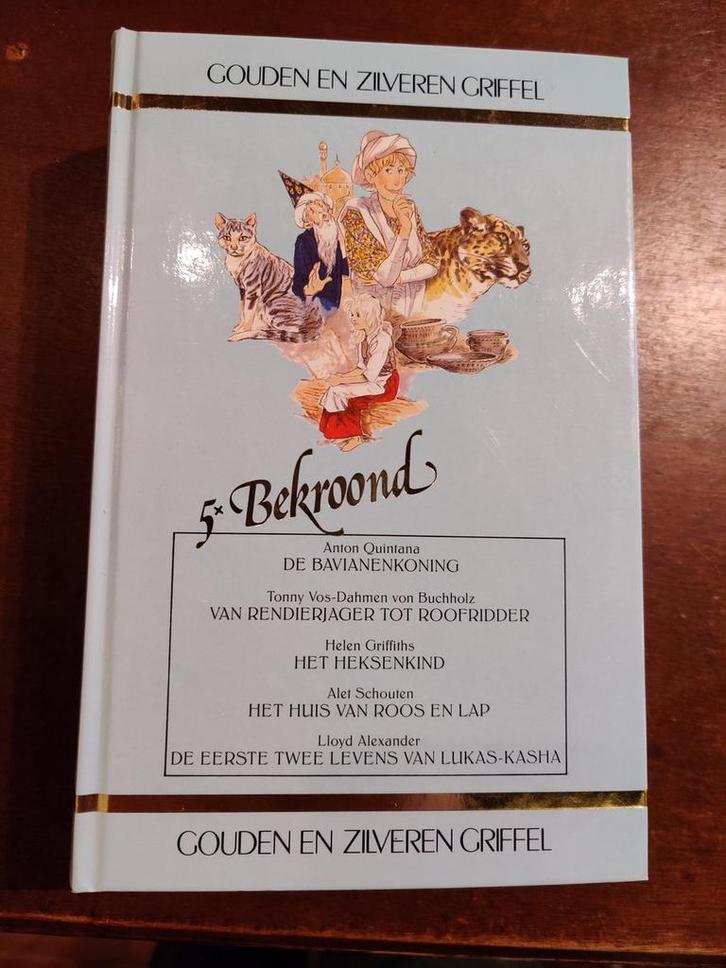 GOUDEN EN ZILVEREN GRIFFEL
5x Bekroond
Anton Quintana
DE BAVIANENKONING
Tonny Vos-Dahmen von Buchholz
VAN RENDIERJAGER TOT ROOFRIDDER
Helen Griffiths
HET HEKSENKIND
Alet Schouten
HET HUIS VAN ROOS EN LAP
Lloyd Alexander
DE EERSTE TWEE LEVENS VAN LUKAS-KASHA
GOUDEN EN ZILVEREN GRIFFEL